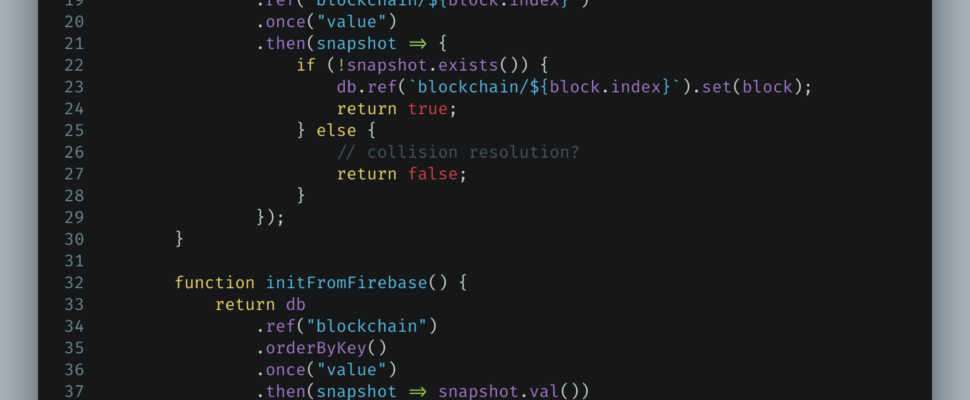 19 .ref(`blockchain/${block.index}`)
20 .once("value")
21 .then(snapshot => {
22 if (!snapshot.exists()) {
23 db.ref(`blockchain/${block.index}`).set(block);
24 return true;
25 } else {
26 // collision resolution?
27 return false;
28 }
29 });
30 }
31
32 function initFromFirebase() {
33 return db
34 .ref("blockchain")
35 .orderByKey()
36 .once("value")
37 .then(snapshot => snapshot.val())